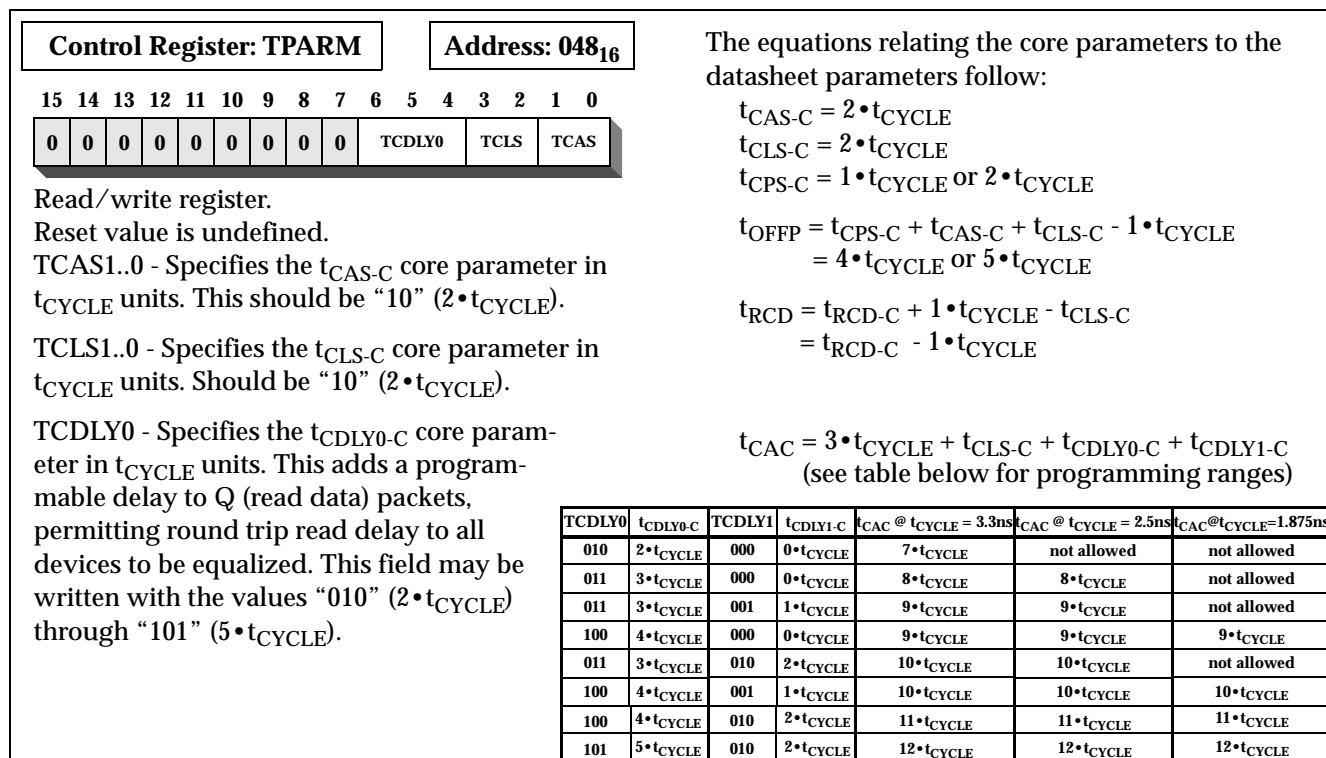 Control Register: TPARM
Address: 048₁₆
15 14 13 12 11 10 9 8 7 6 5 4 3 2 1 0
0 0 0 0 0 0 0 0 0 TCDLY0 TCLS TCAS
Read/write register.
Reset value is undefined.
TCAS1..0 - Specifies the tCAS-C core parameter in
tCYCLE units. This should be “10” (2•tCYCLE).
TCLS1..0 - Specifies the tCLS-C core parameter in
tCYCLE units. Should be “10” (2•tCYCLE).
TCDLY0 - Specifies the tCDLY0-C core param-
eter in tCYCLE units. This adds a program-
mable delay to Q (read data) packets,
permitting round trip read delay to all
devices to be equalized. This field may be
written with the values “010” (2•tCYCLE)
through “101” (5•tCYCLE).
The equations relating the core parameters to the
datasheet parameters follow:
tCAS-C = 2•tCYCLE
tCLS-C = 2•tCYCLE
tCPS-C = 1•tCYCLE or 2•tCYCLE
tOFFP = tCPS-C + tCAS-C + tCLS-C - 1•tCYCLE
= 4•tCYCLE or 5•tCYCLE
tRCD = tRCD-C + 1•tCYCLE - tCLS-C
= tRCD-C - 1•tCYCLE
tCAC = 3•tCYCLE + tCLS-C + tCDLY0-C + tCDLY1-C
(see table below for programming ranges)
TCDLY0 tCDLY0-C TCDLY1 tCDLY1-C tCAC @ tCYCLE = 3.3ns tCAC @ tCYCLE = 2.5ns tCAC@tCYCLE=1.875ns
010 2•tCYCLE 000 0•tCYCLE 7•tCYCLE not allowed not allowed
011 3•tCYCLE 000 0•tCYCLE 8•tCYCLE 8•tCYCLE not allowed
011 3•tCYCLE 001 1•tCYCLE 9•tCYCLE 9•tCYCLE not allowed
100 4•tCYCLE 000 0•tCYCLE 9•tCYCLE 9•tCYCLE 9•tCYCLE
011 3•tCYCLE 010 2•tCYCLE 10•tCYCLE 10•tCYCLE not allowed
100 4•tCYCLE 001 1•tCYCLE 10•tCYCLE 10•tCYCLE 10•tCYCLE
100 4•tCYCLE 010 2•tCYCLE 11•tCYCLE 11•tCYCLE 11•tCYCLE
101 5•tCYCLE 010 2•tCYCLE 12•tCYCLE 12•tCYCLE 12•tCYCLE